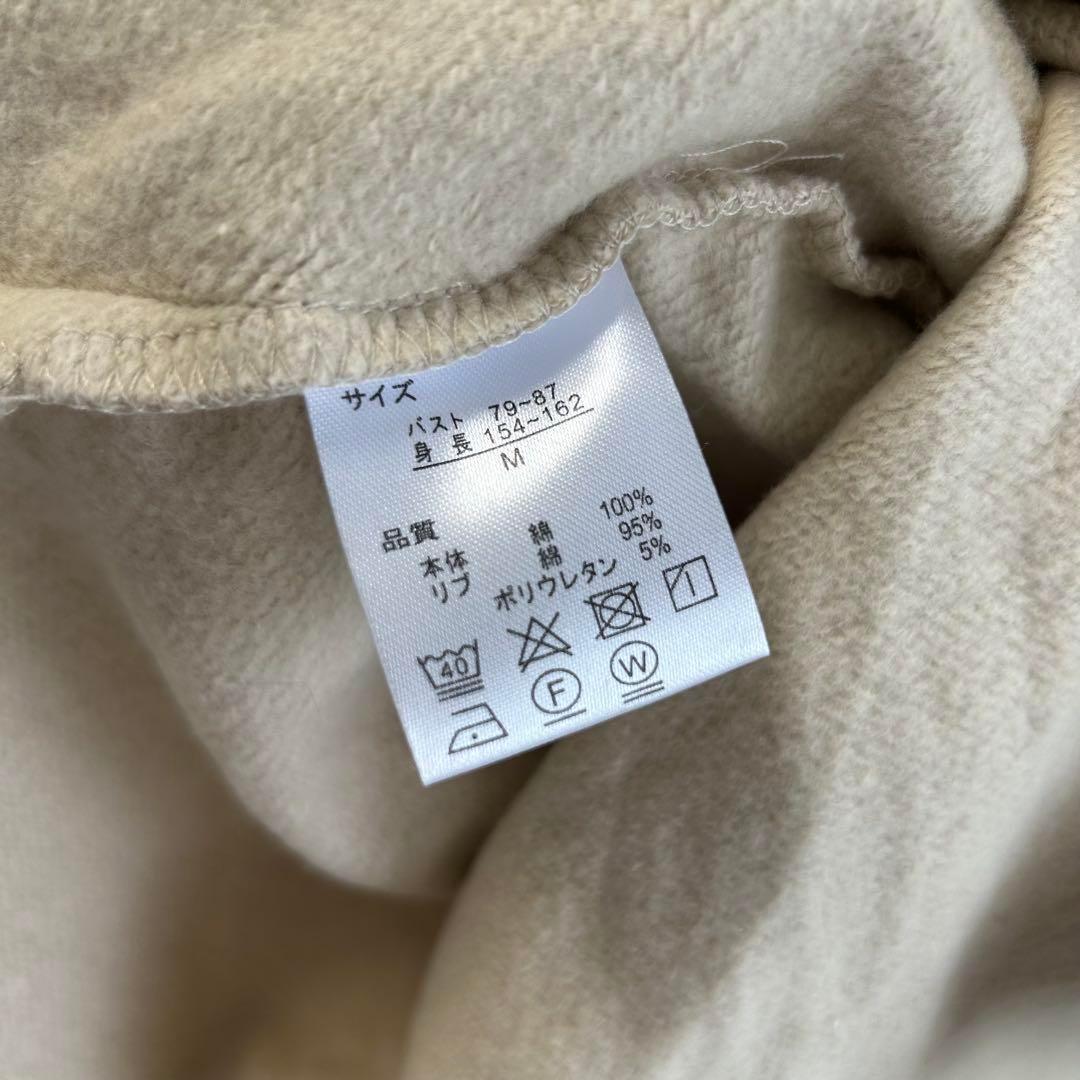 サイズ
バスト 79~87
身長 154~162
M
品質
本体 綿 100%
リブ 綿 95%
ポリウレタン 5%
40
F W